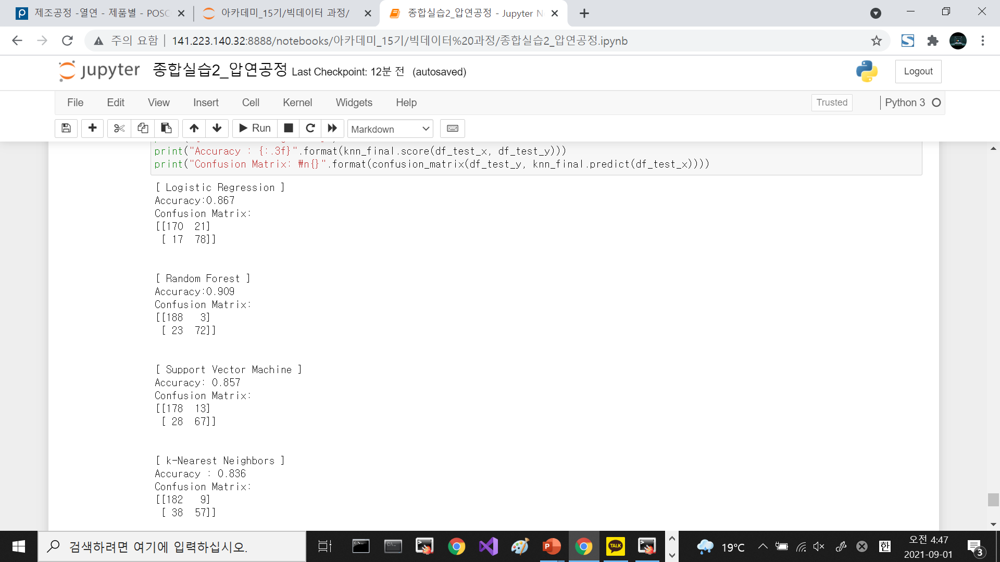 제조공정 -열연 - 제품별 - POSC
아카데미_15기/빅데이터 과정/
종합실습2_압연공정 - Jupyter N
주의 요함
141.223.140.32:8888/notebooks/아카데미_15기/빅데이터%20과정/종합실습2_압연공정.ipynb
jupyter
종합실습2_압연공정 Last Checkpoint: 12분 전 (autosaved)
Logout
File Edit View Insert Cell Kernel Widgets Help
Trusted
Python 3
Run
Markdown
print("Accuracy : {:.3f}".format(knn_final.score(df_test_x, df_test_y)))
print("Confusion Matrix: ₩n{}".format(confusion_matrix(df_test_y, knn_final.predict(df_test_x))))
[ Logistic Regression ]
Accuracy:0.867
Confusion Matrix:
[[170  21]
 [ 17  78]]
[ Random Forest ]
Accuracy:0.909
Confusion Matrix:
[[188   3]
 [ 23  72]]
[ Support Vector Machine ]
Accuracy: 0.857
Confusion Matrix:
[[178  13]
 [ 28  67]]
[ k-Nearest Neighbors ]
Accuracy : 0.836
Confusion Matrix:
[[182   9]
 [ 38  57]]
검색하려면 여기에 입력하십시오.
TALK
19°C
한
오전 4:47
2021-09-01
3